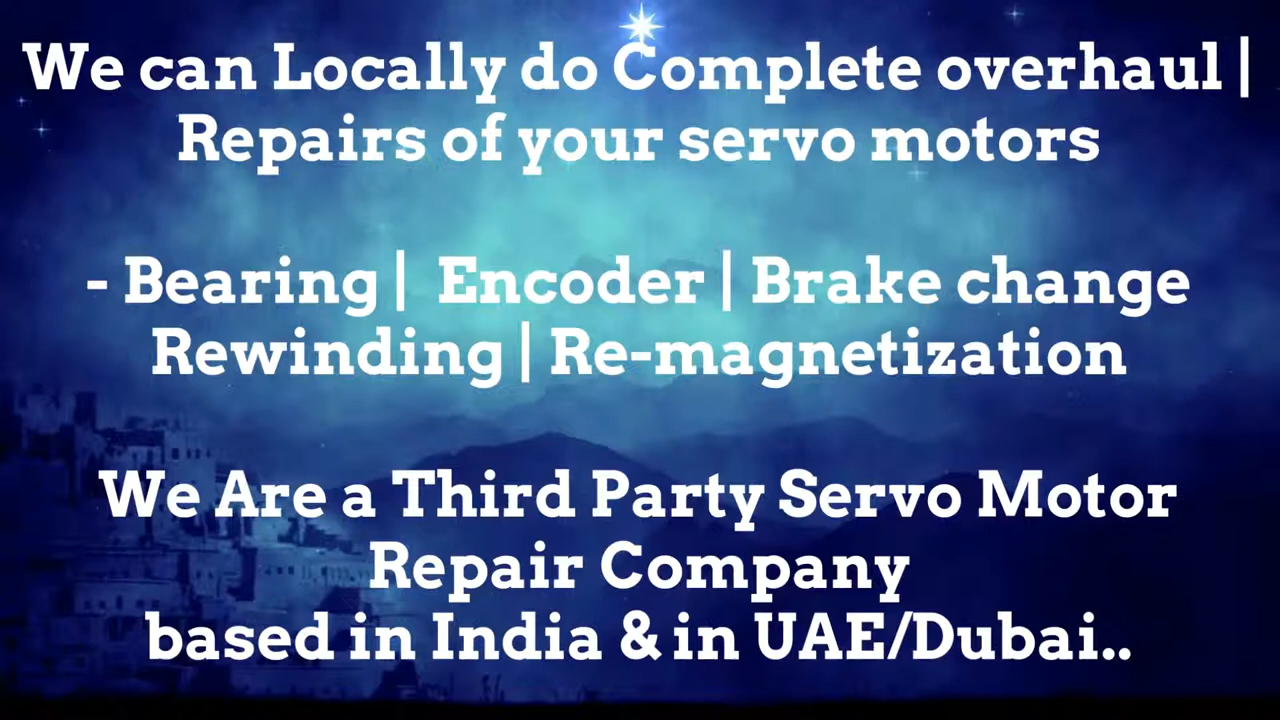 We can Locally do Complete overhaul |
Repairs of your servo motors
- Bearing | Encoder | Brake change
Rewinding | Re-magnetization
We Are a Third Party Servo Motor
Repair Company
based in India & in UAE/Dubai..